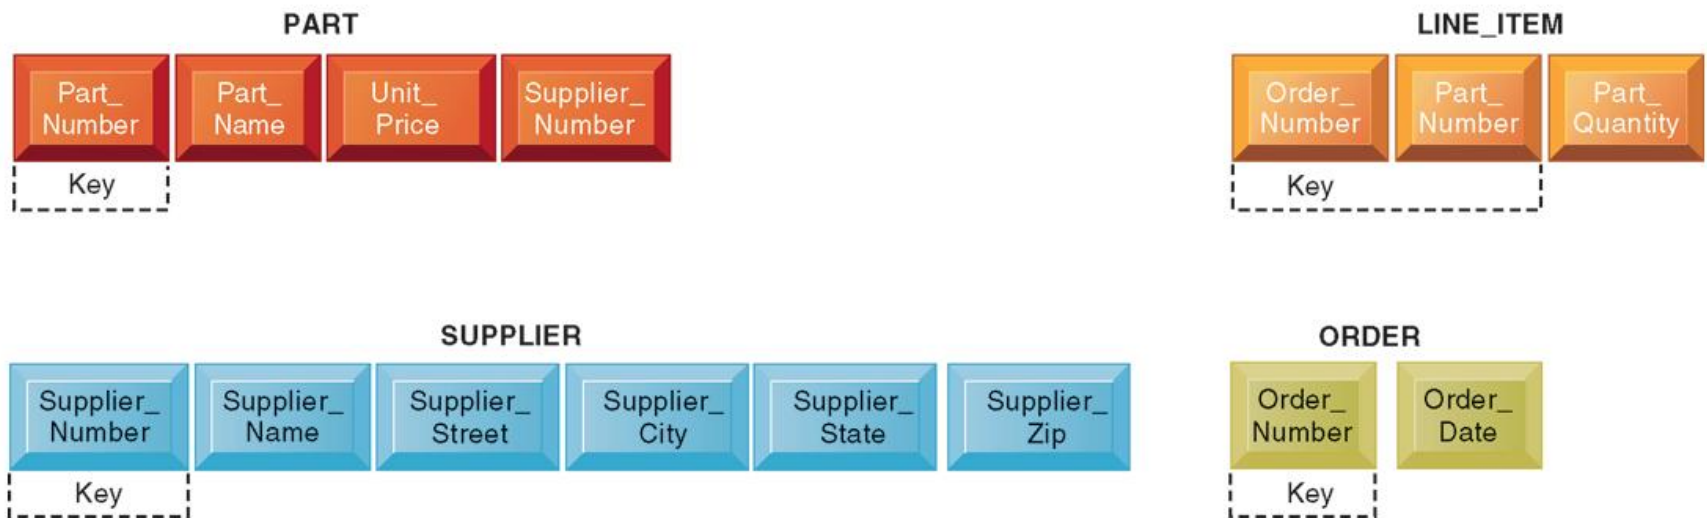 PART
Part_
Number
Part_
Name
Unit_
Price
Supplier_
Number
Key
LINE_ITEM
Order_
Number
Part_
Number
Part_
Quantity
Key
SUPPLIER
Supplier_
Number
Supplier_
Name
Supplier_
Street
Supplier_
City
Supplier_
State
Supplier_
Zip
Key
ORDER
Order_
Number
Order_
Date
Key